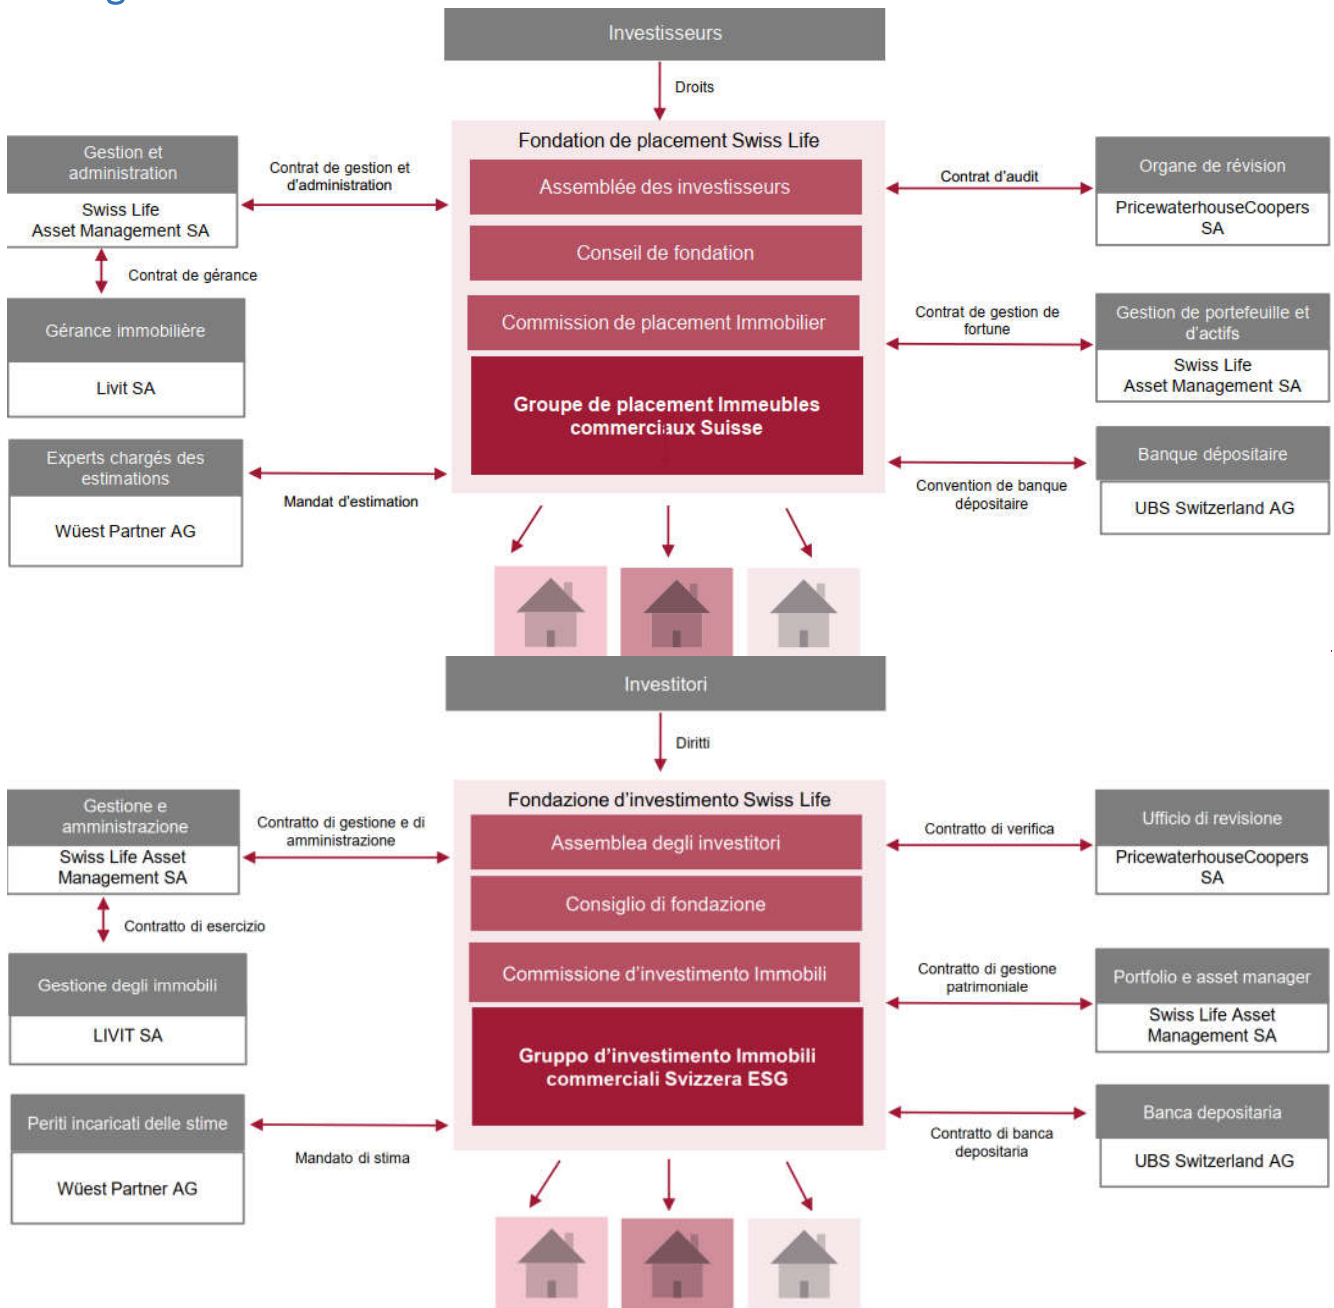 Investisseurs
Droits
Fondation de placement Swiss Life
Assemblée des investisseurs
Conseil de fondation
Commission de placement Immobilier
Groupe de placement Immeubles
commerciaux Suisse
Gestion et
administration
Swiss Life
Asset Management SA
Contrat de gestion et
d'administration
Contrat de gérance
Gérance immobilière
Livit SA
Experts chargés des
estimations
Wüest Partner AG
Mandat d'estimation
Contrat d'audit
Organe de révision
PricewaterhouseCoopers
SA
Contrat de gestion de
fortune
Gestion de portefeuille et
d'actifs
Swiss Life
Asset Management SA
Convention de banque
dépositaire
Banque dépositaire
UBS Switzerland AG
Investitori
Diritti
Fondazione d'investimento Swiss Life
Assemblea degli investitori
Consiglio di fondazione
Commissione d'investimento Immobili
Gruppo d'investimento Immobili
commerciali Svizzera ESG
Gestione e
amministrazione
Swiss Life Asset
Management SA
Contratto di gestione e di
amministrazione
Contratto di esercizio
Gestione degli immobili
LIVIT SA
Periti incaricati delle stime
Wüest Partner AG
Mandato di stima
Contratto di verifica
Ufficio di revisione
PricewaterhouseCoopers
SA
Contratto di gestione
patrimoniale
Portfolio e asset manager
Swiss Life Asset
Management SA
Contratto di banca
depositaria
Banca depositaria
UBS Switzerland AG